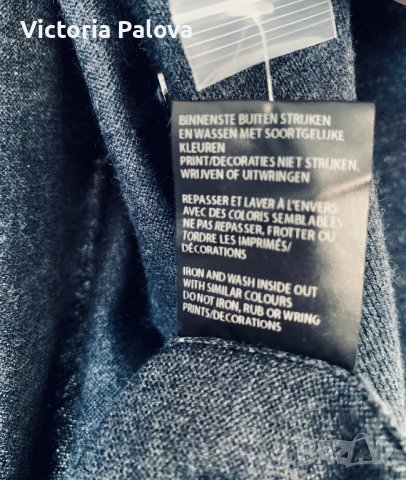 Victoria Palova
BINNENSTE BUITEN STRIJKEN
EN WASSEN MET SOORTGELIJKE
KLEUREN
PRINT/DECORATIES NIET STRIJKEN,
WRIJVEN OF UITWRINGEN
REPASSER ET LAVER À L'ENVERS
AVEC DES COLORIS SEMBLABLES
NE PAS REPASSER, FROTTER OU
TORDRE LES IMPRIMÉS/
DÉCORATIONS
IRON AND WASH INSIDE OUT
WITH SIMILAR COLOURS
DO NOT IRON, RUB OR WRING
PRINTS/DECORATIONS
BAZAR